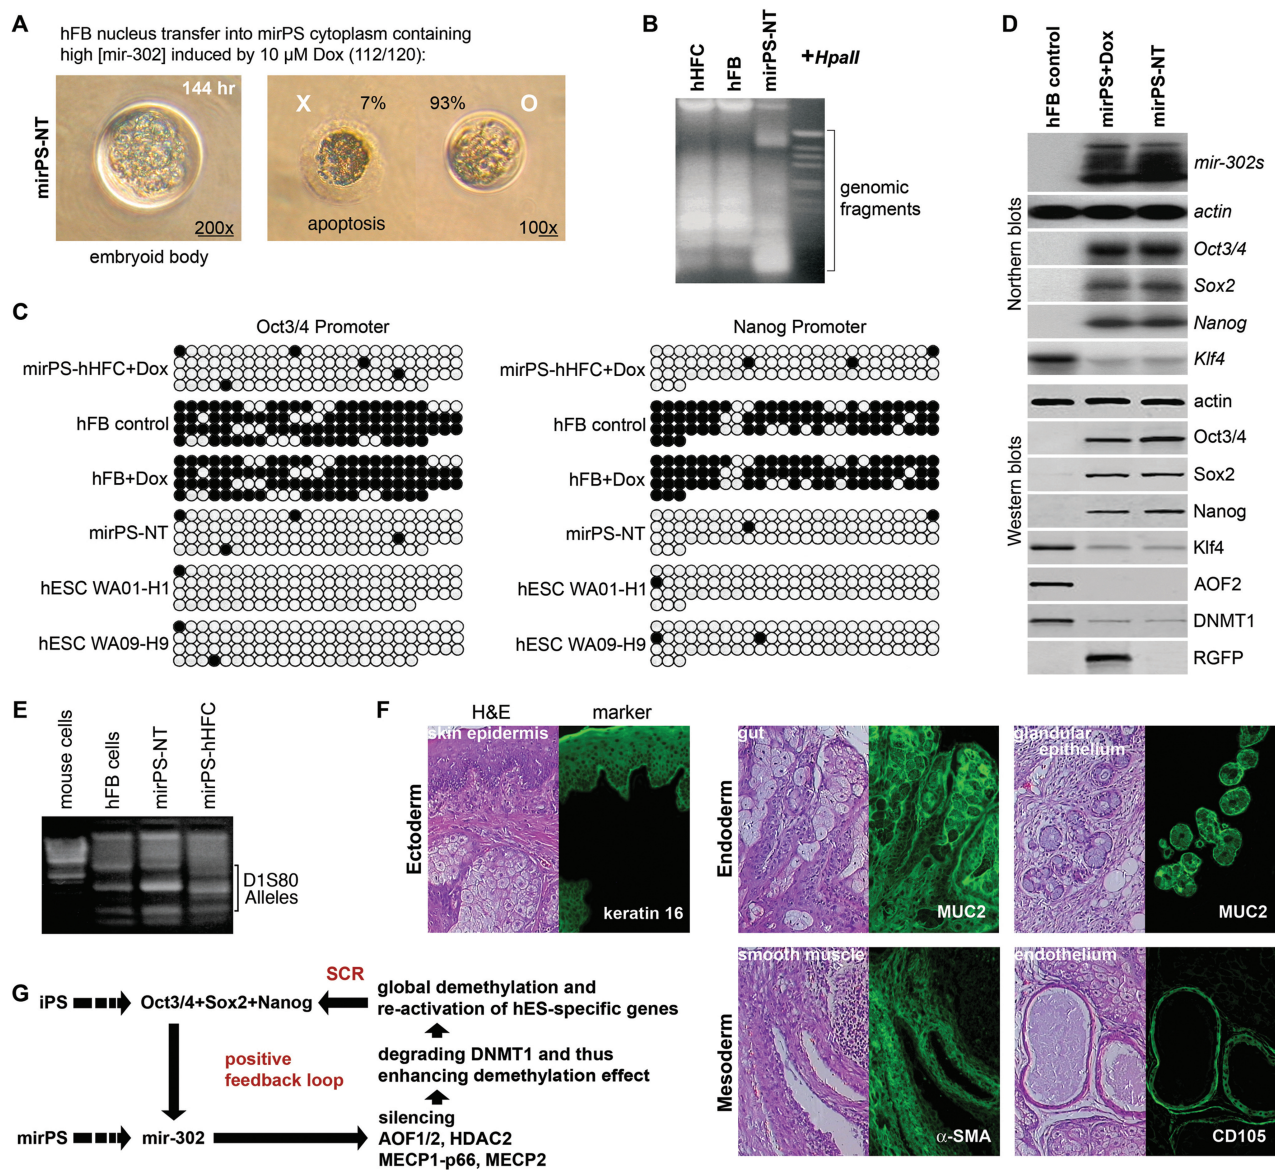 A
hFB nucleus transfer into mirPS cytoplasm containing
high [mir-302] induced by 10 µM Dox (112/120):
mirPS-NT
144 hr
200x
embryoid body
X
7%
93%
O
apoptosis
100x
B
hHFC
hFB
mirPS-NT
+HpaII
genomic
fragments
C
Oct3/4 Promoter
mirPS-hHFC+Dox
hFB control
hFB+Dox
mirPS-NT
hESC WA01-H1
hESC WA09-H9
Nanog Promoter
mirPS-hHFC+Dox
hFB control
hFB+Dox
mirPS-NT
hESC WA01-H1
hESC WA09-H9
D
hFB control
mirPS+Dox
mirPS-NT
Northern blots
mir-302s
actin
Oct3/4
Sox2
Nanog
Klf4
Western blots
actin
Oct3/4
Sox2
Nanog
Klf4
AOF2
DNMT1
RGFP
E
mouse cells
hFB cells
mirPS-NT
mirPS-hHFC
D1S80
Alleles
F
H&E
marker
Ectoderm
skin epidermis
keratin 16
Endoderm
gut
MUC2
glandular
epithelium
MUC2
Mesoderm
smooth muscle
α-SMA
endothelium
CD105
G
iPS
Oct3/4+Sox2+Nanog
SCR
global demethylation and
re-activation of hES-specific genes
positive
feedback loop
degrading DNMT1 and thus
enhancing demethylation effect
mirPS
mir-302
silencing
AOF1/2, HDAC2
MECP1-p66, MECP2